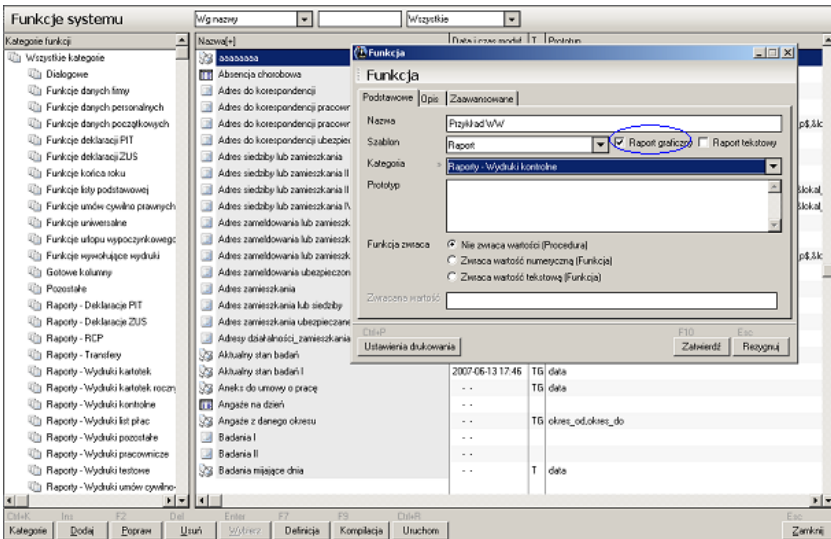 Funkcje systemu
Wg nazwy
Wszystkie
Kategorie funkcji
Wszystkie kategorie
Dialogowe
Funkcje danych firmy
Funkcje danych personalnych
Funkcje danych początkowych
Funkcje deklaracji PIT
Funkcje deklaracji ZUS
Funkcje końca roku
Funkcje listy podstawowej
Funkcje umów cywilno prawnych
Funkcje uniwersalne
Funkcje urlopu wypoczynkowego
Funkcje wywołujące wydruki
Gotowe kolumny
Pozostałe
Raporty - Deklaracje PIT
Raporty - Deklaracje ZUS
Raporty - RCP
Raporty - Transfery
Raporty - Wydruki kartotek
Raporty - Wydruki kartotek roczn
Raporty - Wydruki kontrolne
Raporty - Wydruki list płac
Raporty - Wydruki pozostałe
Raporty - Wydruki pracownicze
Raporty - Wydruki testowe
Raporty - Wydruki umów cywilno-
Nazwa[+]
Data i czas modyf. T Prototyp
aaaaaaaa
Absencja chorobowa
Adres do korespondencji
Adres do korespondencji pracowr
Adres do korespondencji pracowr
Adres do korespondencji ubezpiec
Adres siedziby lub zamieszkania
Adres siedziby lub zamieszkania II
Adres siedziby lub zamieszkania II
Adres siedziby lub zamieszkania IV
Adres zameldowania lub zamieszk
Adres zameldowania lub zamieszk
Adres zameldowania lub zamieszk
Adres zameldowania ubezpieczon
Adres zamieszkania
Adres zamieszkania lub siedziby
Adres zamieszkania ubezpieczane
Adresy działalności_zamieszkania
Aktualny stan badań
Aktualny stan badań I 2007-06-13 17:46 TG data
Aneks do umowy o pracę - - TG data
Angaże na dzień - -
Angaże z danego okresu - - TG okres_od,okres_do
Badania I - -
Badania II - -
Badania mijające dnia - - T data
Funkcja
Funkcja
Podstawowe Opis Zaawansowane
Nazwa Przykład WW
Szablon Raport Raport graficzny Raport tekstowy
Kategoria » Raporty - Wydruki kontrolne
Prototyp
Funkcja zwraca Nie zwraca wartości (Procedura)
Zwraca wartość numeryczną (Funkcja)
Zwraca wartość tekstową (Funkcja)
Zwracana wartość
Ctrl+P F10 Esc
Ustawienia drukowania Zatwierdź Rezygnuj
Ctrl+K Ins F2 Del Enter F7 F9 Ctrl+R Esc
Kategorie Dodaj Popraw Usuń Wybierz Definicja Kompilacja Uruchom Zamknij